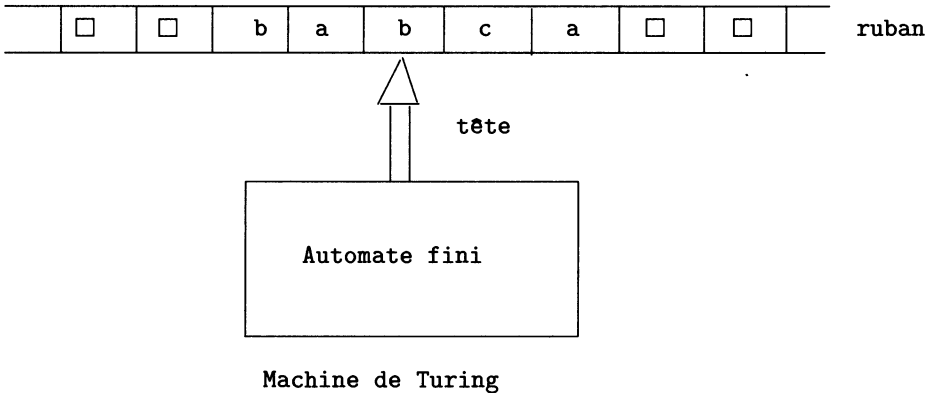 □ □ b a b c a □ □ ruban
tête
Automate fini
Machine de Turing